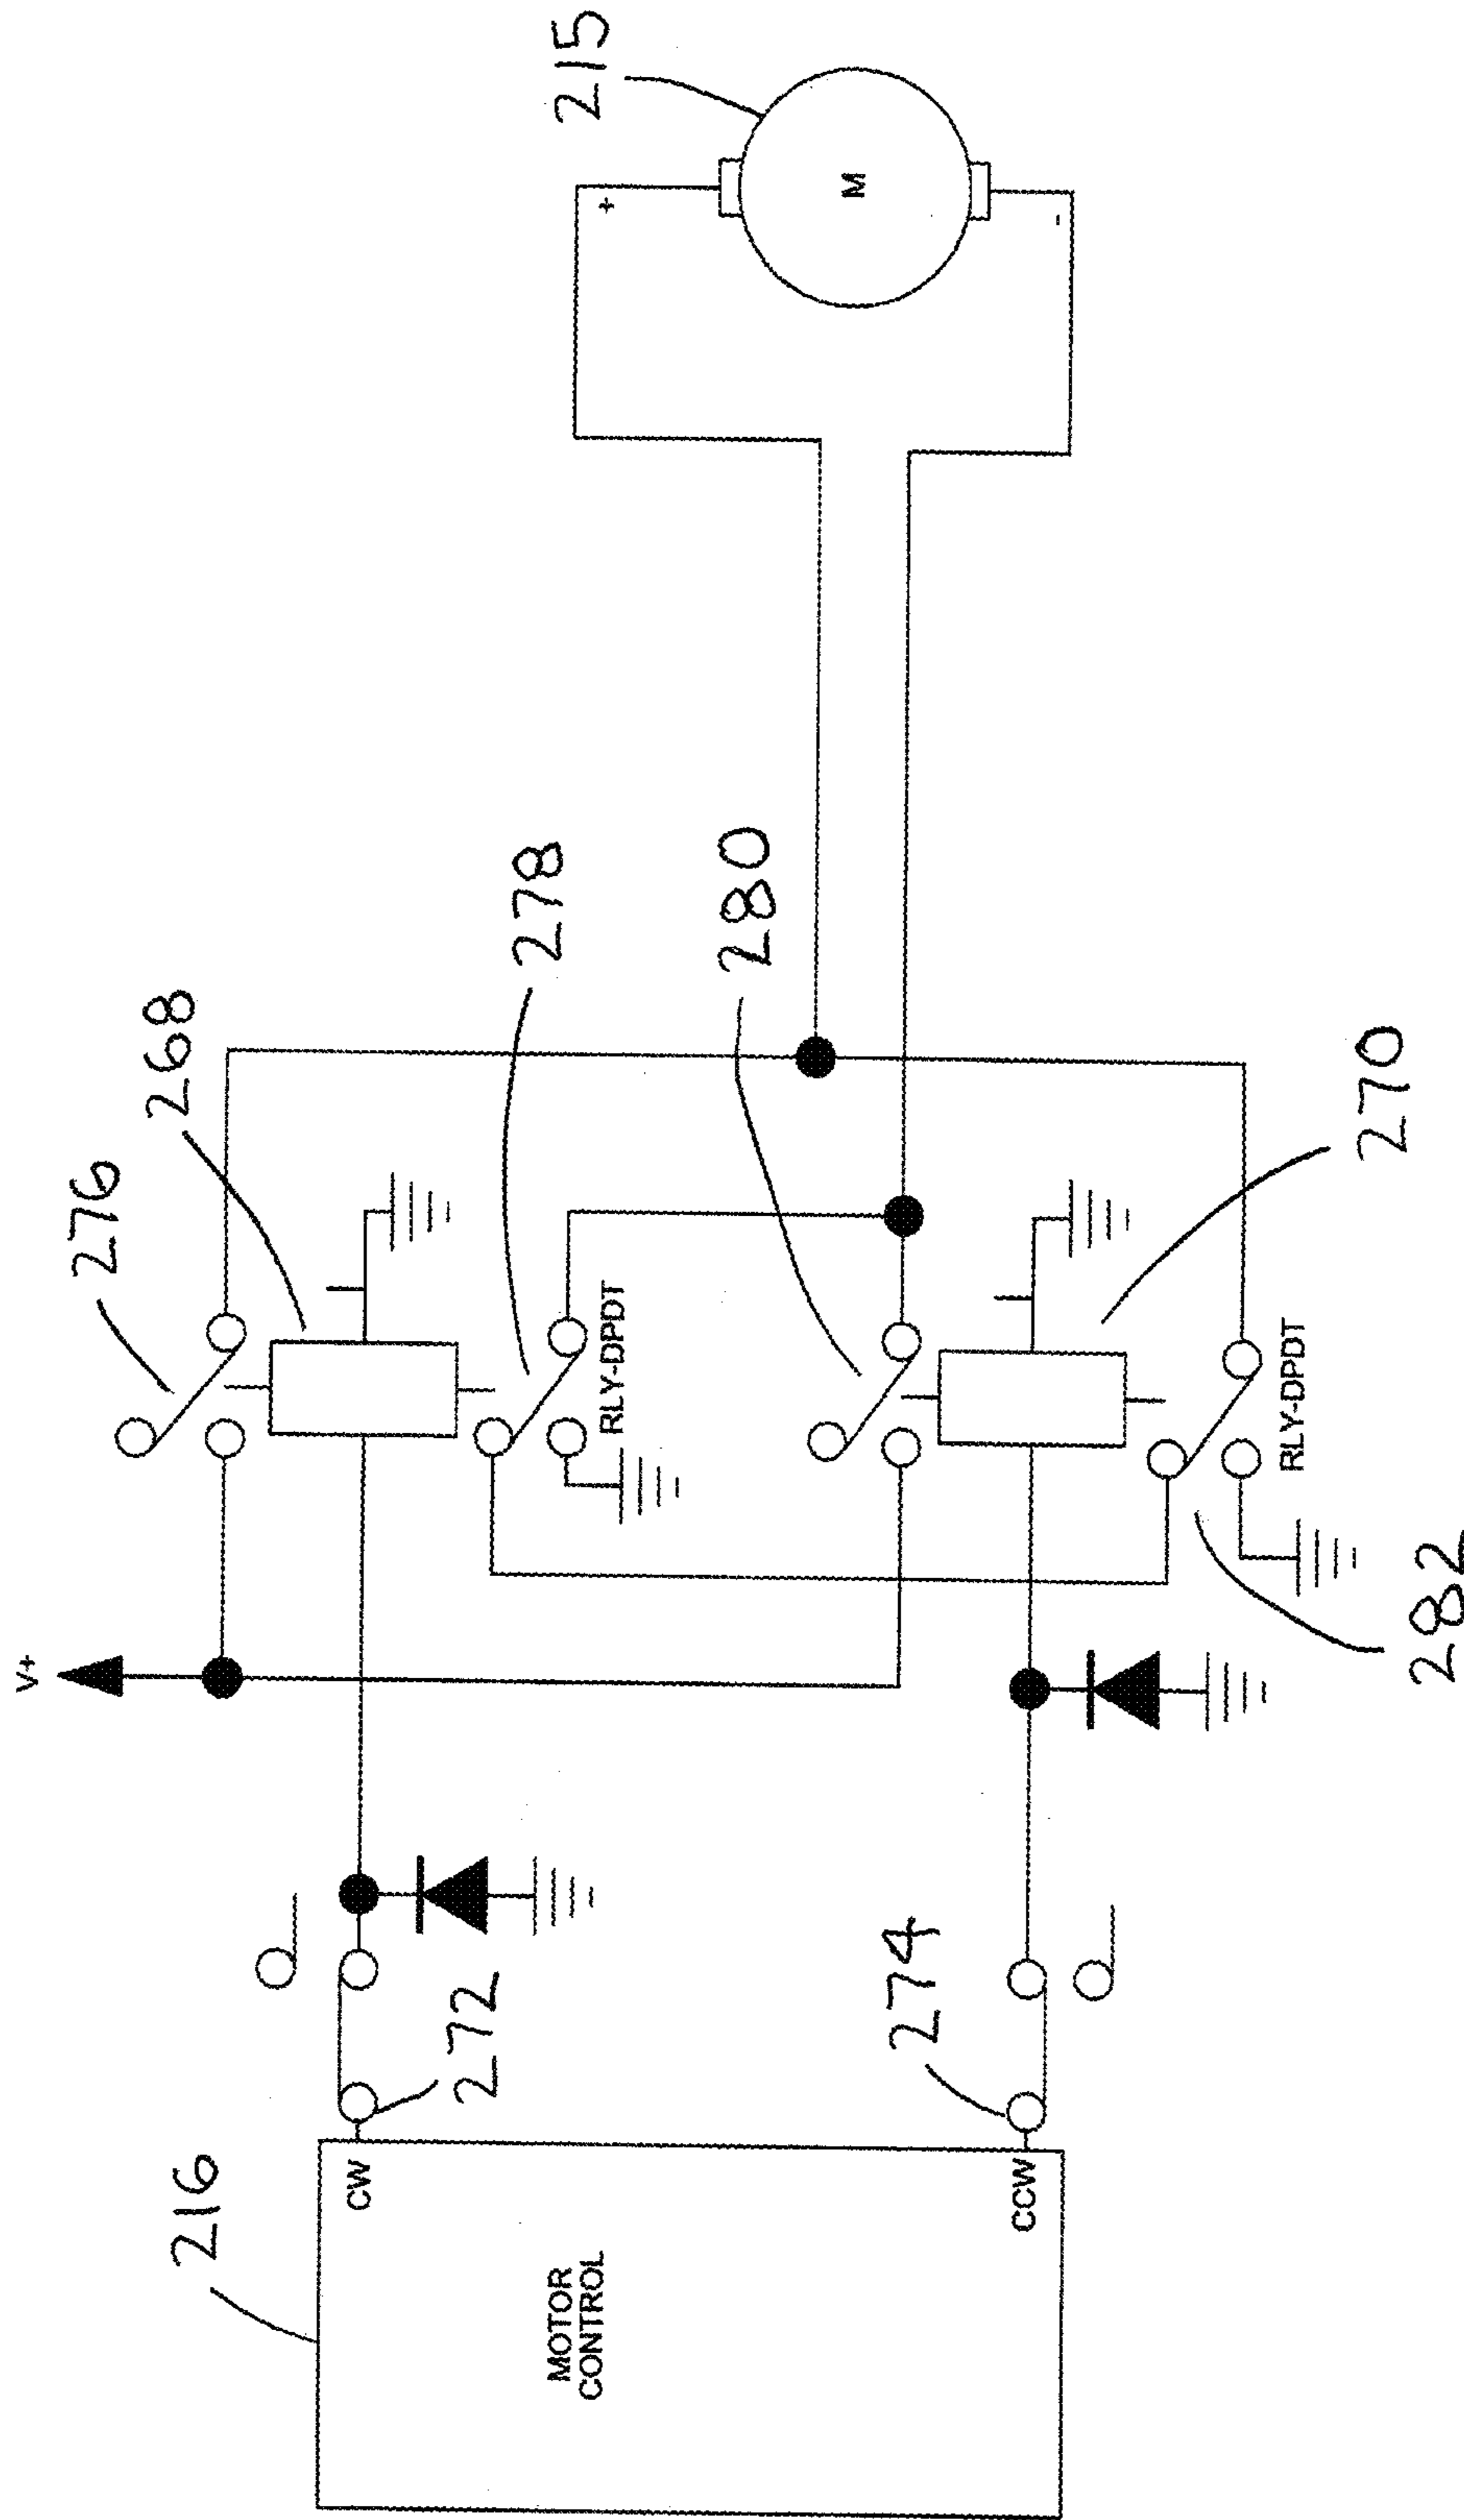 V+
276
268
278
RLY-DPDT
280
270
RLY-DPDT
282
215
+
M
-
216
CW
272
MOTOR
CONTROL
CCW
274